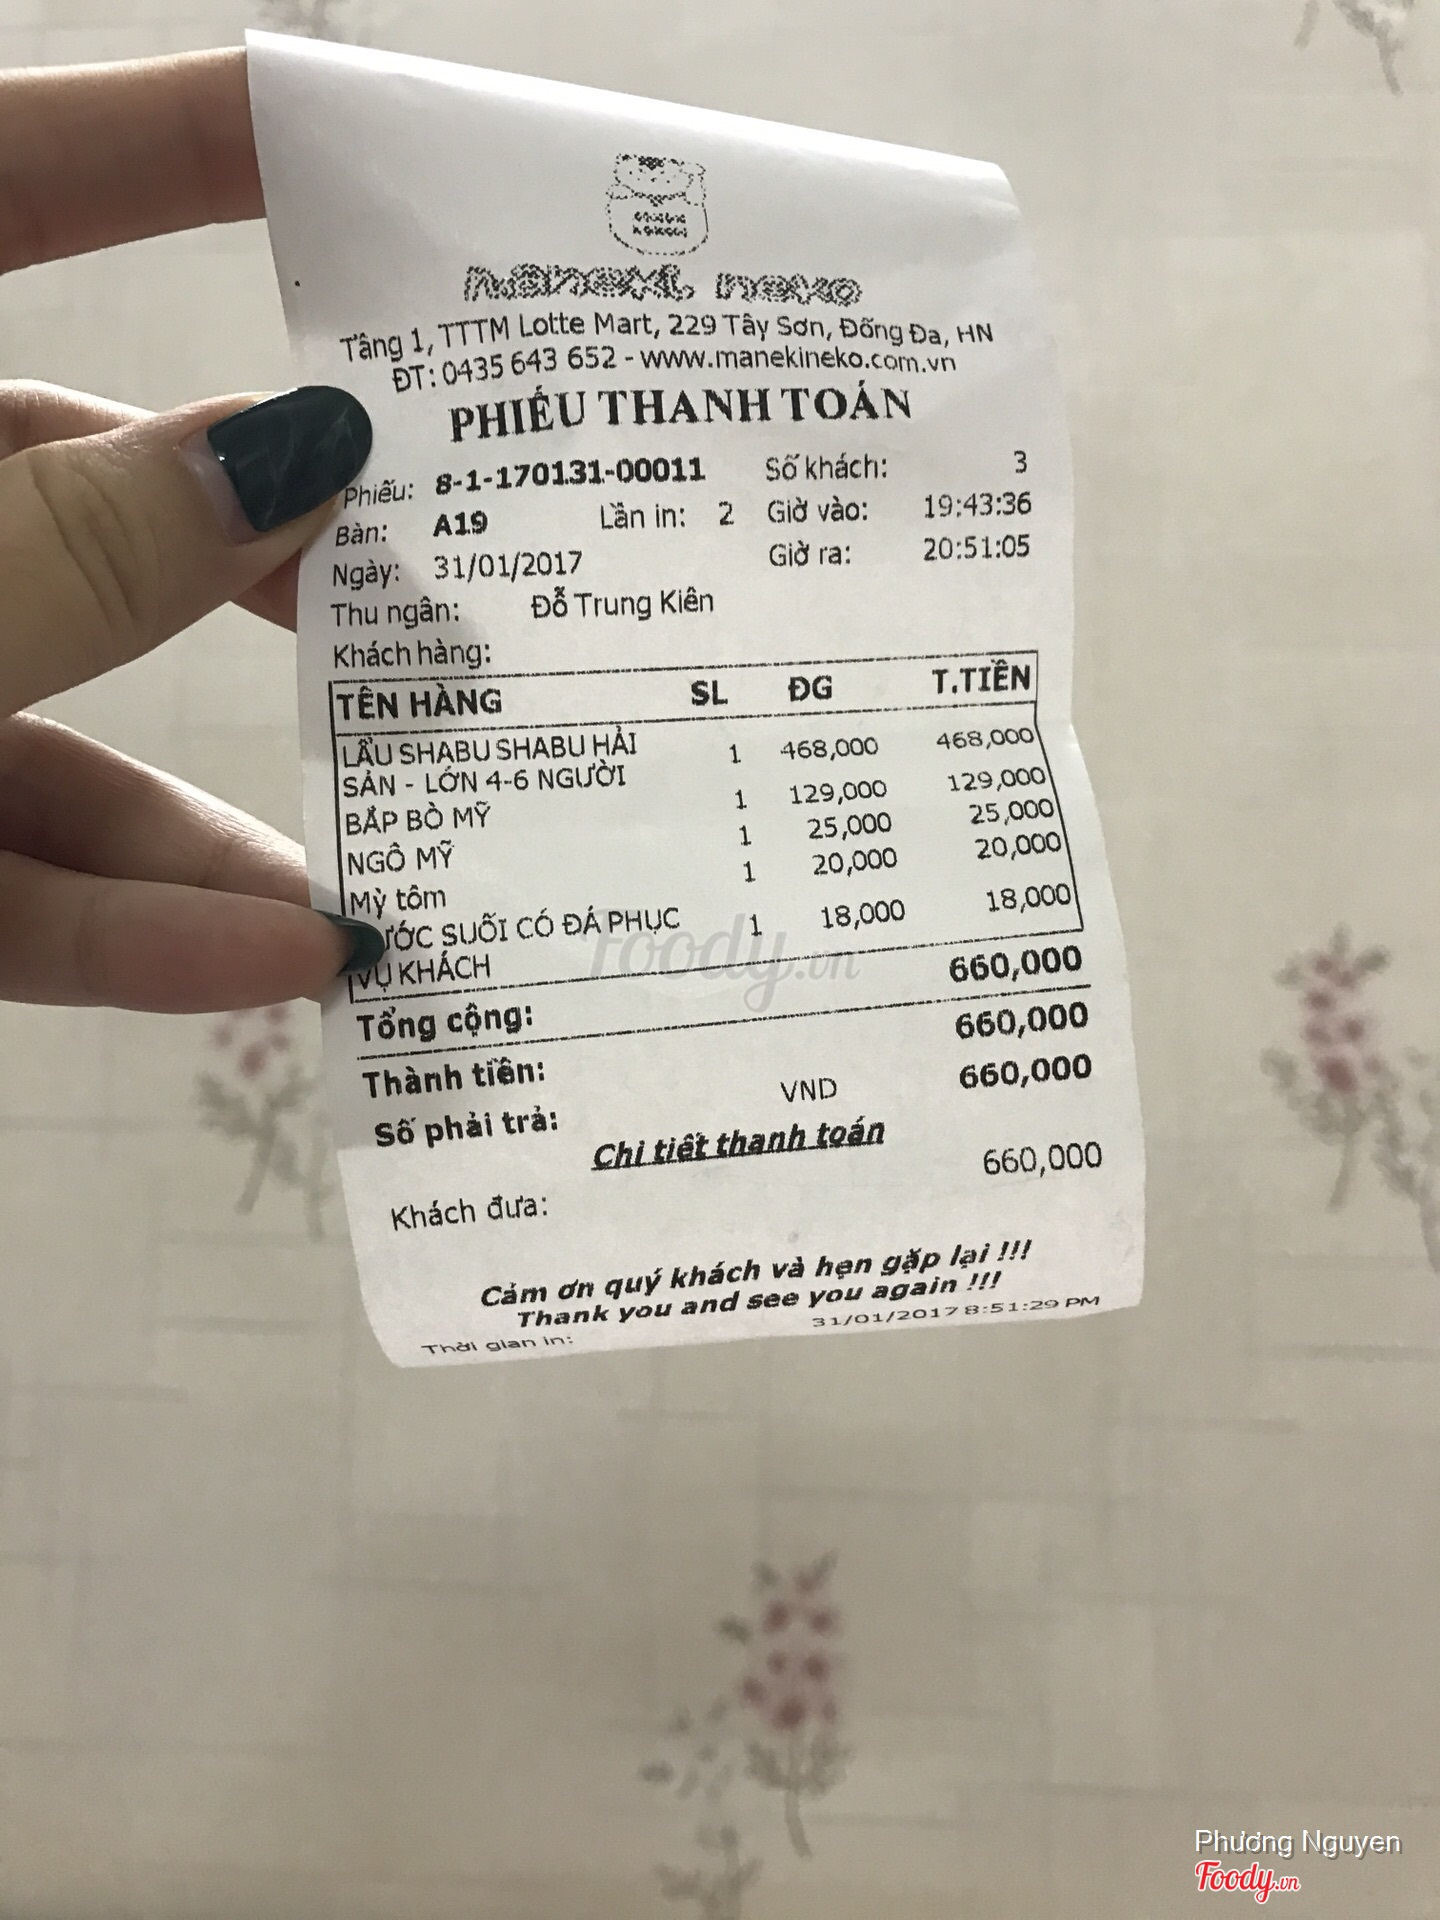 maneki neko
Tầng 1, TTTM Lotte Mart, 229 Tây Sơn, Đống Đa, HN
ĐT: 0435 643 652 - www.manekineko.com.vn
PHIẾU THANH TOÁN
Phiếu: 8-1-170131-00011 Số khách: 3
Bàn: A19 Lần in: 2 Giờ vào: 19:43:36
Ngày: 31/01/2017 Giờ ra: 20:51:05
Thu ngân: Đỗ Trung Kiên
Khách hàng:
TÊN HÀNG SL ĐG T.TIỀN
LẨU SHABU SHABU HẢI 1 468,000 468,000
SẢN - LỚN 4-6 NGƯỜI
BẮP BÒ MỸ 1 129,000 129,000
NGÔ MỸ 1 25,000 25,000
Mỳ tôm 1 20,000 20,000
ƯỚC SUỐI CÓ ĐÁ PHỤC 1 18,000 18,000
VỤ KHÁCH
Tổng cộng: 660,000
Thành tiền: 660,000
Số phải trả: VND 660,000
Chi tiết thanh toán
Khách đưa: 660,000
Cảm ơn quý khách và hẹn gặp lại !!!
Thank you and see you again !!!
Thời gian in: 31/01/2017 8:51:29 PM
Foody.vn
Phương Nguyen
Foody.vn